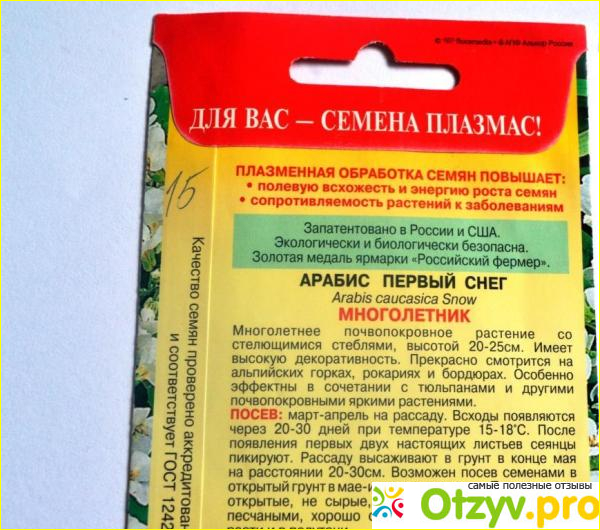 ДЛЯ ВАС — СЕМЕНА ПЛАЗМАС!
ПЛАЗМЕННАЯ ОБРАБОТКА СЕМЯН ПОВЫШАЕТ:
• полевую всхожесть и энергию роста семян
• сопротивляемость растений к заболеваниям
Запатентовано в России и США.
Экологически и биологически безопасна.
Золотая медаль ярмарки «Российский фермер».
АРАБИС ПЕРВЫЙ СНЕГ
Arabis caucasica Snow
МНОГОЛЕТНИК
Многолетнее почвопокровное растение со
стелющимися стеблями, высотой 20-25см. Имеет
высокую декоративность. Прекрасно смотрится на
альпийских горках, рокариях и бордюрах. Особенно
эффектны в сочетании с тюльпанами и другими
почвопокровными яркими растениями.
ПОСЕВ: март-апрель на рассаду. Всходы появляются
через 20-30 дней при температуре 15-18°С. После
появления первых двух настоящих листьев сеянцы
пикируют. Рассаду высаживают в грунт в конце мая
на расстоянии 20-30см. Возможен посев семенами в
открытый грунт в мае-и
открытые, не сырые,
песчаными, хорошо
15
Качество семян проверено аккредитован
и соответствует ГОСТ 1242
самые полезные отзывы
Otzyv.pro